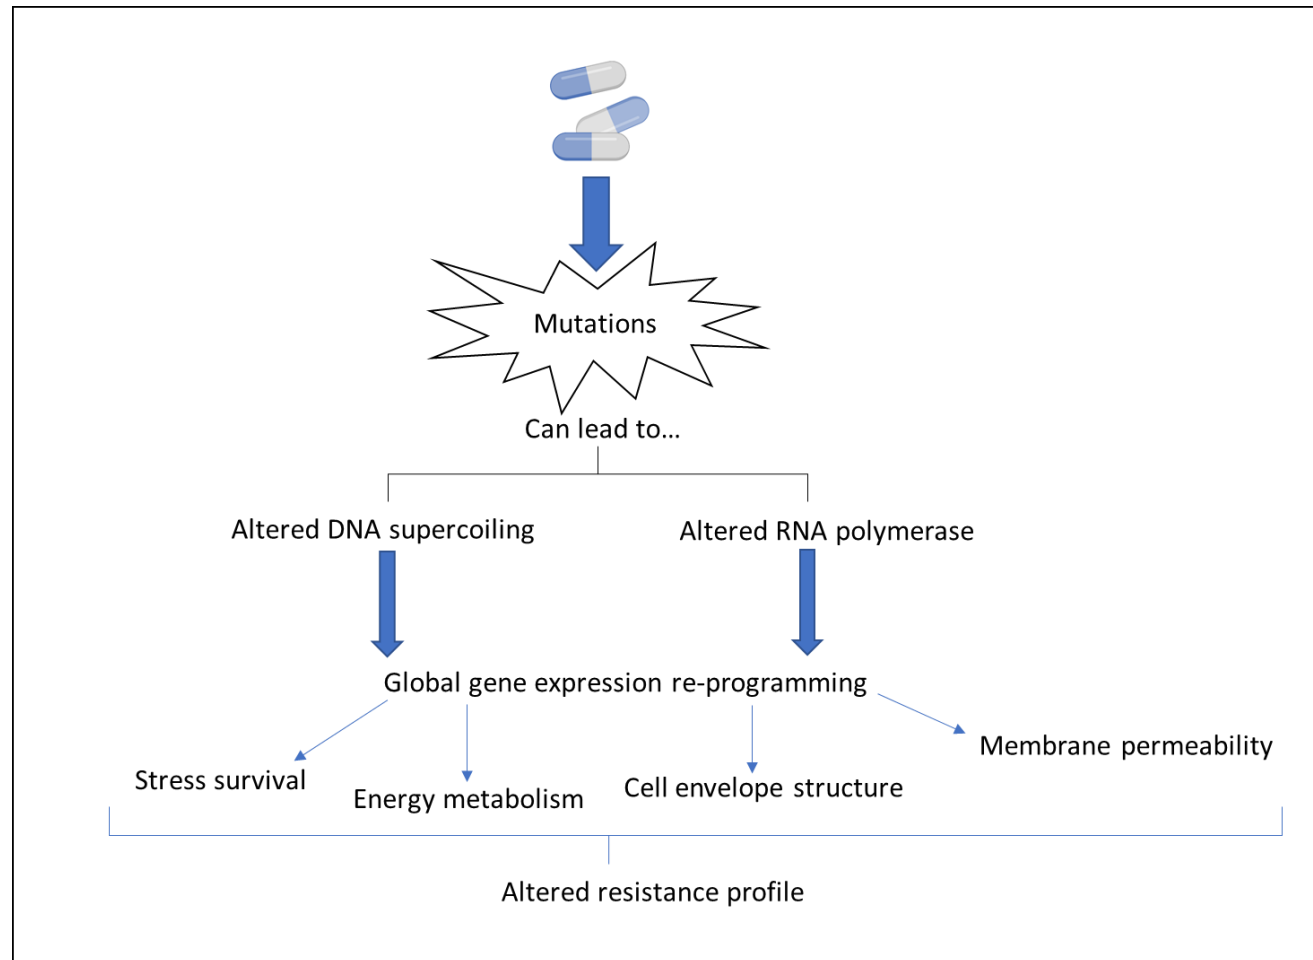 Mutations
Can lead to…
Altered DNA supercoiling
Altered RNA polymerase
Global gene expression re-programming
Stress survival
Energy metabolism
Cell envelope structure
Membrane permeability
Altered resistance profile